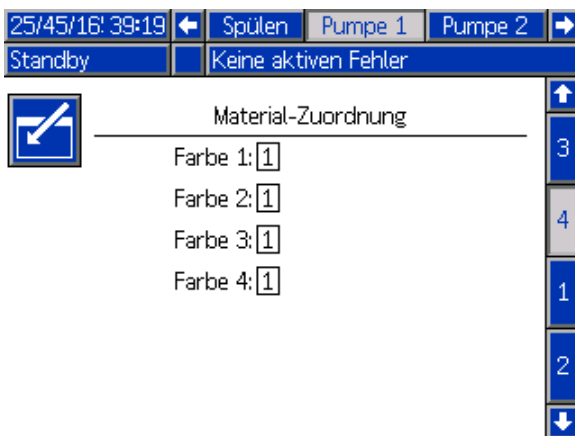 25/45/16! 39:19 Spülen Pumpe 1 Pumpe 2
Standby Keine aktiven Fehler
Material-Zuordnung
3
Farbe 1: 1
Farbe 2: 1
4
Farbe 3: 1
Farbe 4: 1
1
2